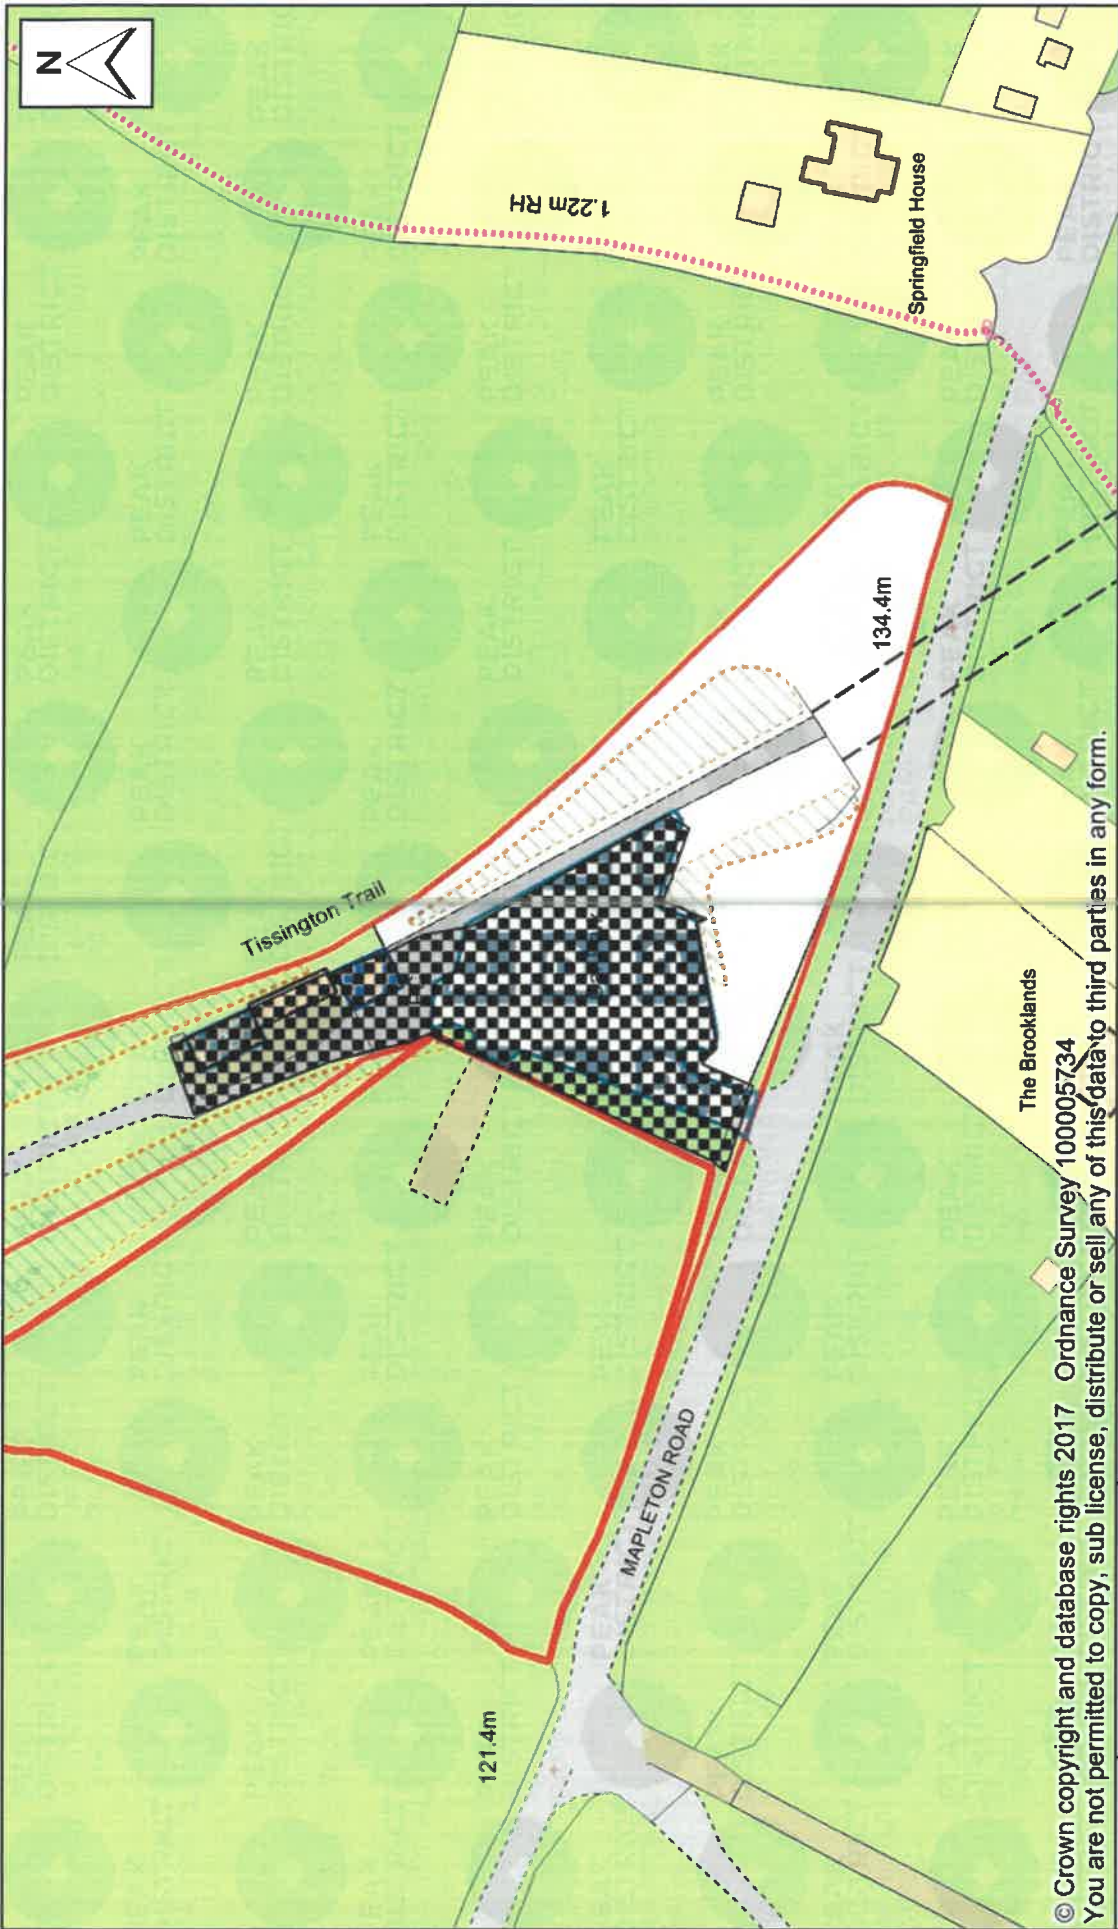 N
1.22m RH
Springfield House
134.4m
Tissington Trail
The Brooklands
MAPLETON ROAD
121.4m
© Crown copyright and database rights 2017 Ordnance Survey 100005734
You are not permitted to copy, sub license, distribute or sell any of this data to third parties in any form.